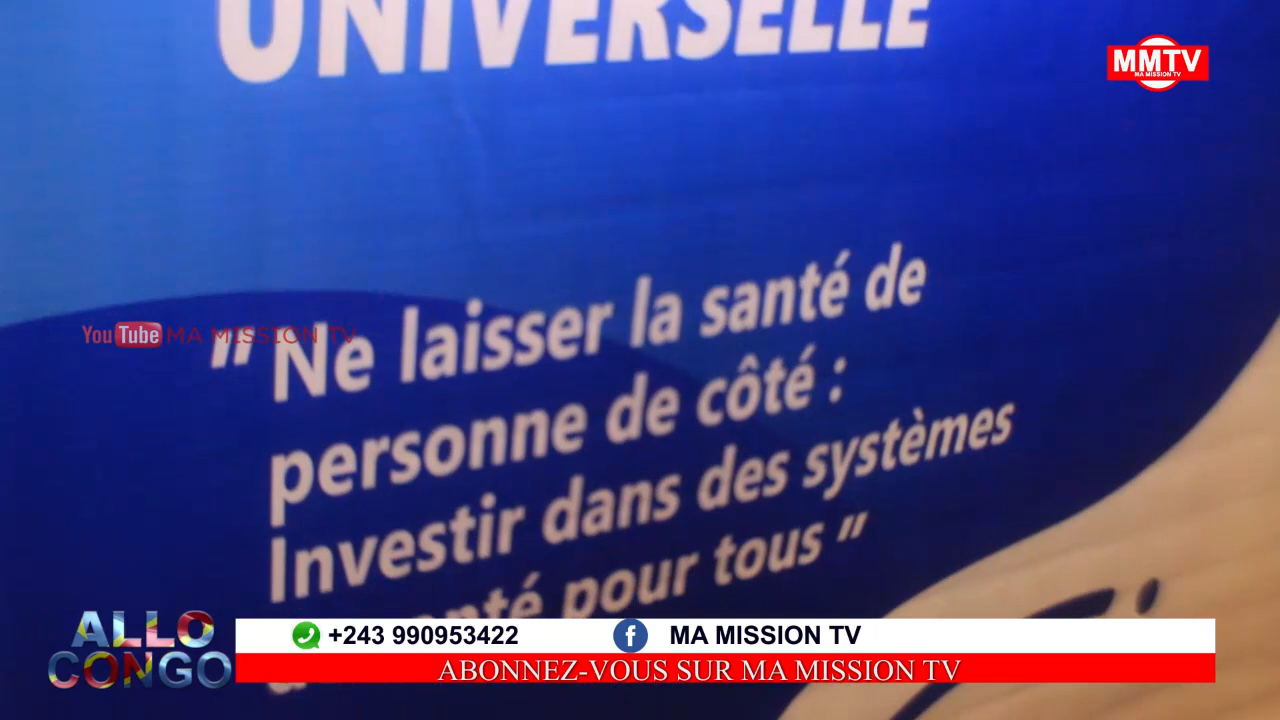 UNIVERSELLE
MMTV
MA MISSION TV
" Ne laisser la santé de
personne de côté :
Investir dans des systèmes
santé pour tous "
YouTube MA MISSION TV
ALLO
CONGO
+243 990953422
MA MISSION TV
ABONNEZ-VOUS SUR MA MISSION TV